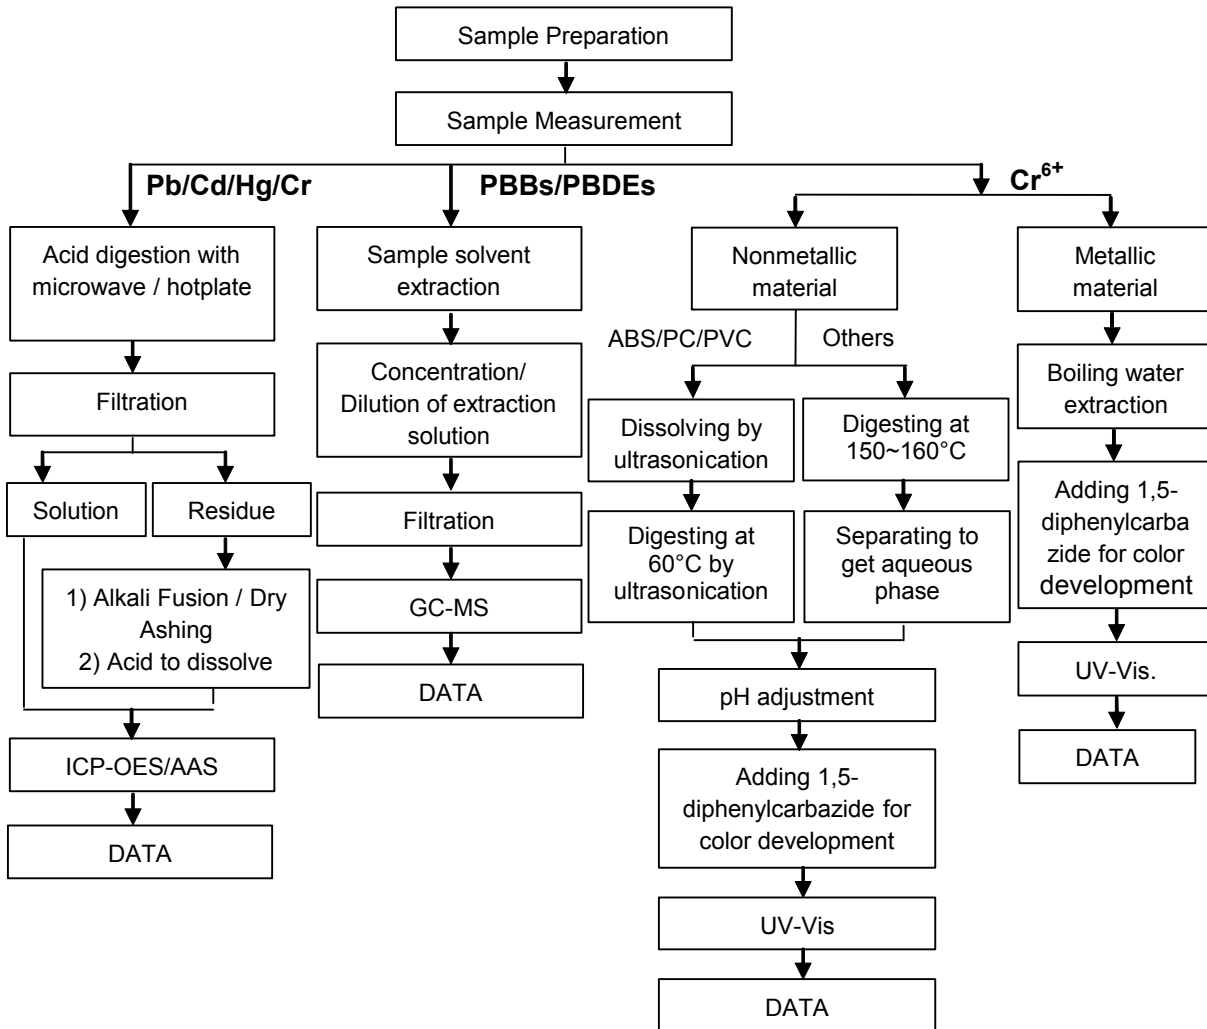 Sample Preparation
Sample Measurement
Pb/Cd/Hg/Cr
PBBs/PBDEs
Cr⁶⁺
Acid digestion with
microwave / hotplate
Filtration
Solution
Residue
1) Alkali Fusion / Dry
Ashing
2) Acid to dissolve
ICP-OES/AAS
DATA
Sample solvent
extraction
Concentration/
Dilution of extraction
solution
Filtration
GC-MS
DATA
Nonmetallic
material
ABS/PC/PVC
Others
Dissolving by
ultrasonication
Digesting at
60°C by
ultrasonication
Digesting at
150~160°C
Separating to
get aqueous
phase
pH adjustment
Adding 1,5-
diphenylcarbazide for
color development
UV-Vis
DATA
Metallic
material
Boiling water
extraction
Adding 1,5-
diphenylcarba
zide for color
development
UV-Vis.
DATA